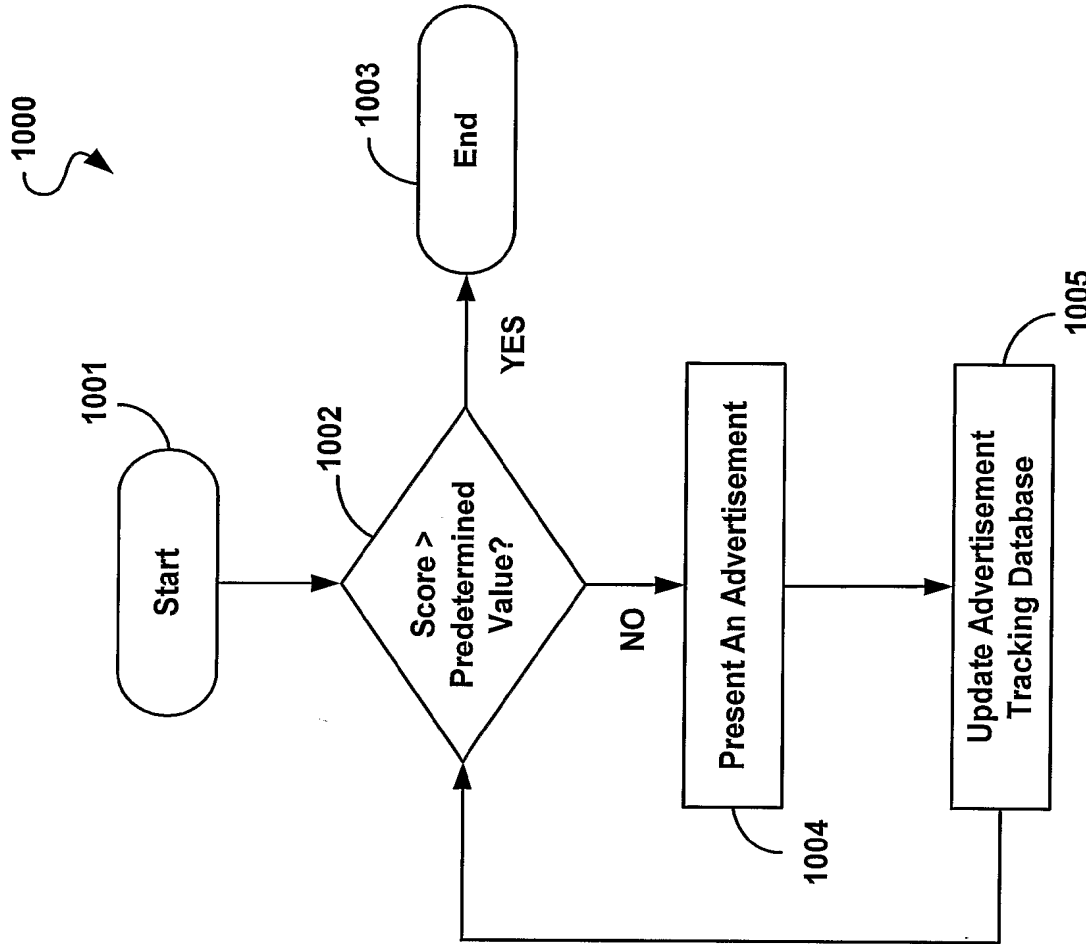 1000
1001
Start
1002
Score >
Predetermined
Value?
YES
1003
End
NO
1004
Present An Advertisement
1005
Update Advertisement
Tracking Database